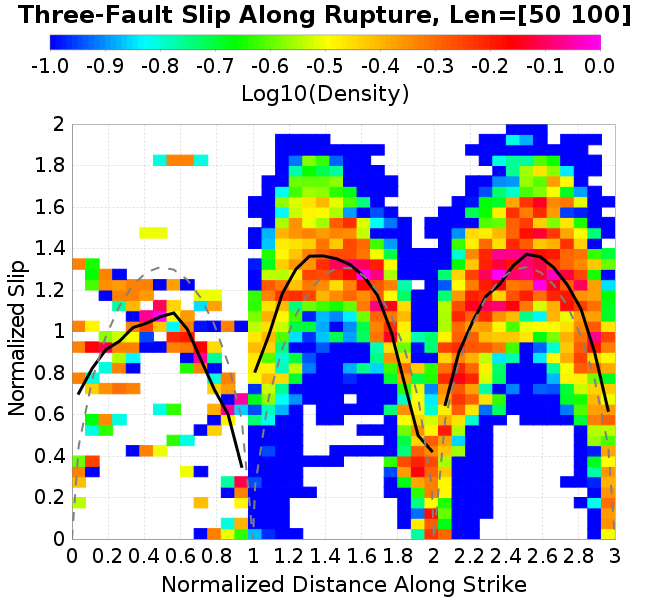 Three-Fault Slip Along Rupture, Len=[50 100]
-1.0 -0.9 -0.8 -0.7 -0.6 -0.5 -0.4 -0.3 -0.2 -0.1 0.0
Log10(Density)
2
1.8
1.6
1.4
1.2
1
0.8
0.6
0.4
0.2
0
Normalized Slip
0 0.2 0.4 0.6 0.8 1 1.2 1.4 1.6 1.8 2 2.2 2.4 2.6 2.8 3
Normalized Distance Along Strike